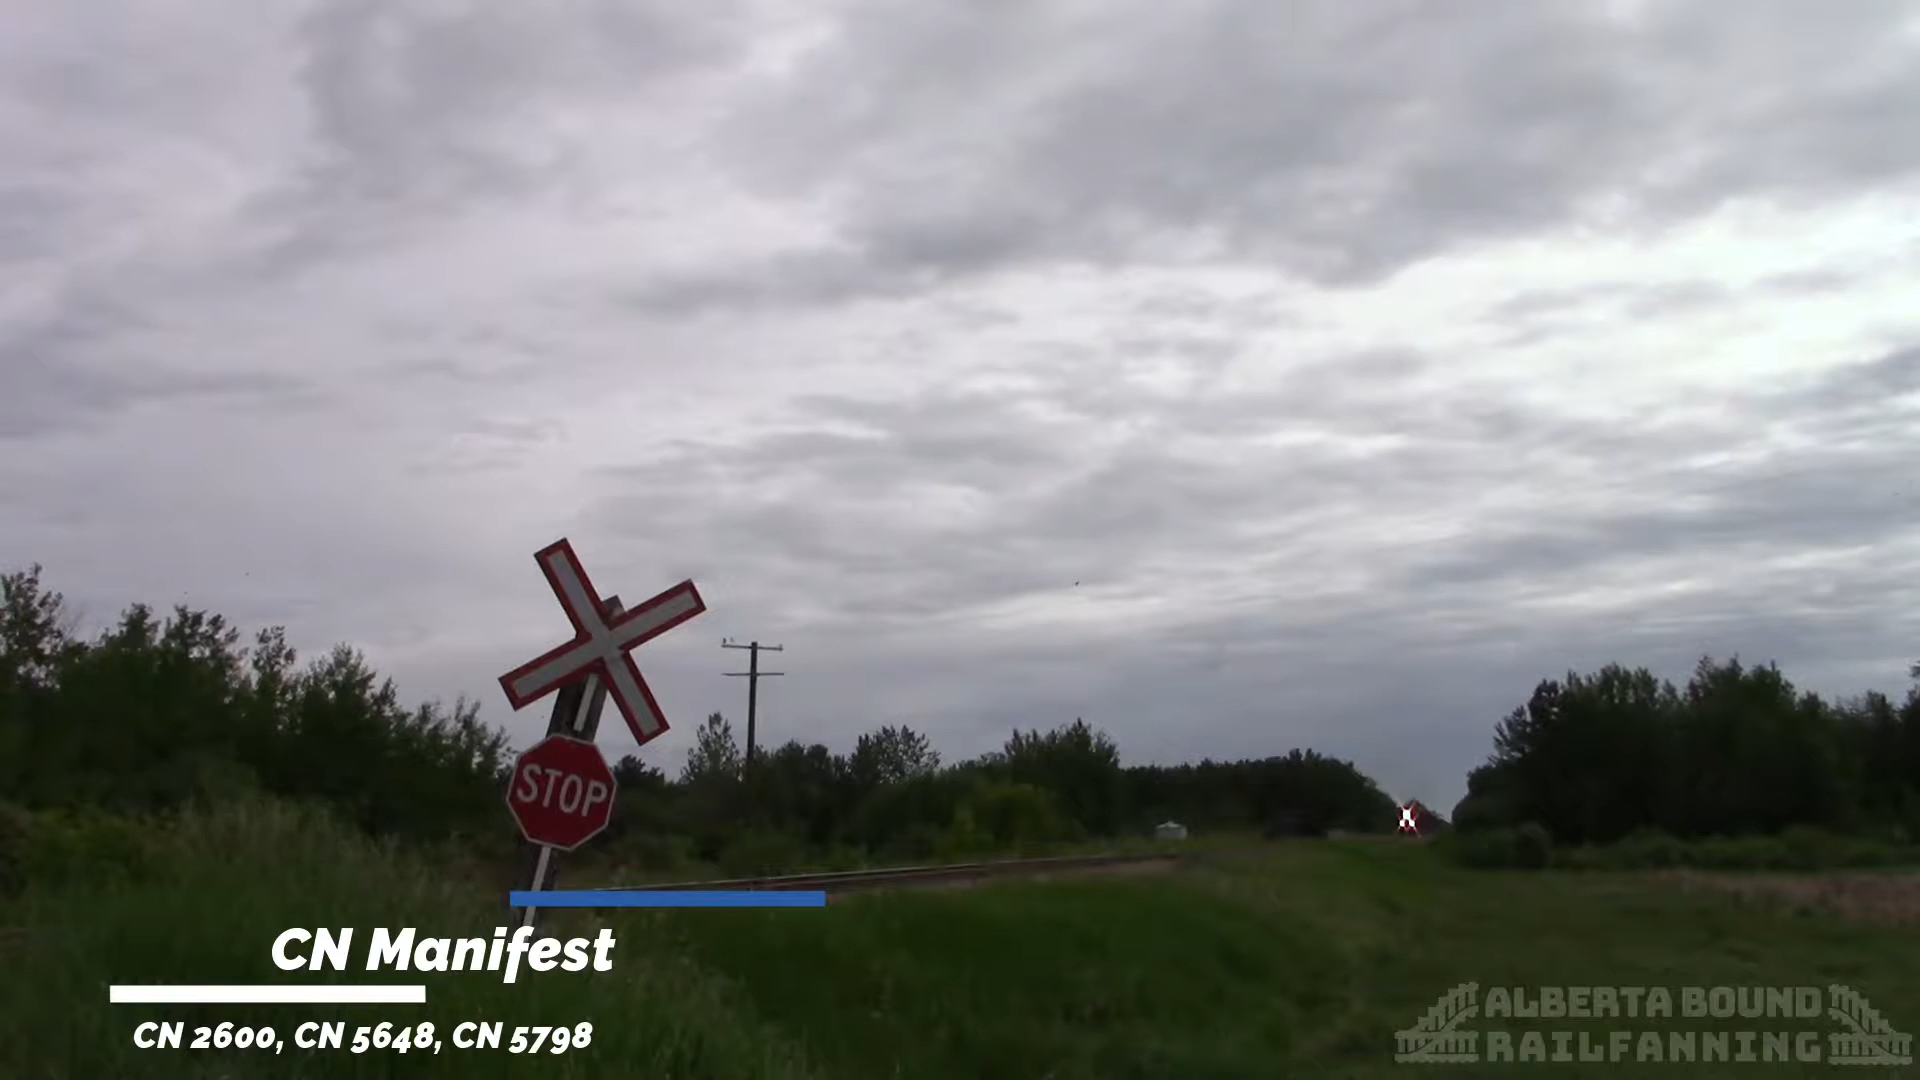 STOP
CN Manifest
CN 2600, CN 5648, CN 5798
ALBERTA BOUND
RAILFANNING